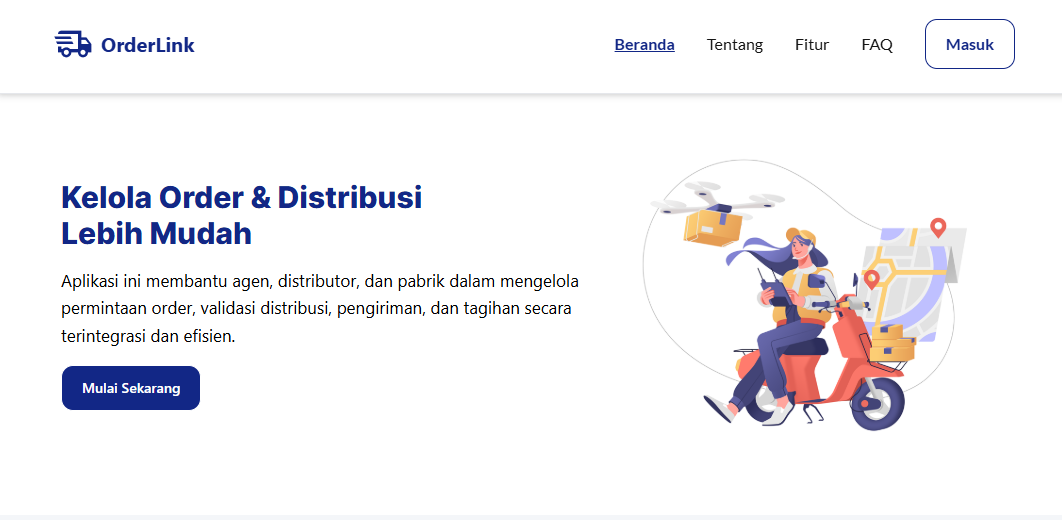 OrderLink
Beranda
Tentang
Fitur
FAQ
Masuk
Kelola Order & Distribusi
Lebih Mudah
Aplikasi ini membantu agen, distributor, dan pabrik dalam mengelola
permintaan order, validasi distribusi, pengiriman, dan tagihan secara
terintegrasi dan efisien.
Mulai Sekarang